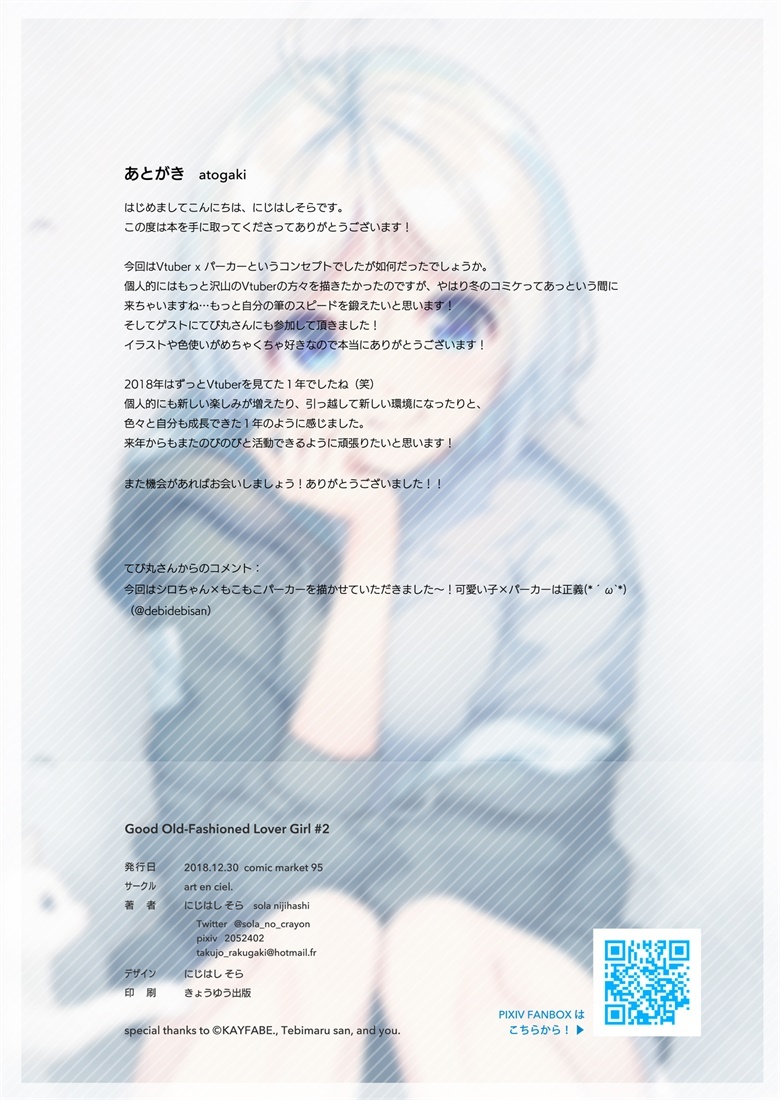 あとがき atogaki
はじめましてこんにちは、にじはしそらです。
この度は本を手に取ってくださってありがとうございます！
今回はVtuber x パーカーというコンセプトでしたが如何だったでしょうか。
個人的にはもっと沢山のVtuberの方々を描きたかったのですが、やはり冬のコミケってあっという間に
来ちゃいますね…もっと自分の筆のスピードを鍛えたいと思います！
そしてゲストにてび丸さんにも参加して頂きました！
イラストや色使いがめちゃくちゃ好きなので本当にありがとうございます！
2018年はずっとVtuberを見てた１年でしたね（笑）
個人的にも新しい楽しみが増えたり、引っ越して新しい環境になったりと、
色々と自分も成長できた１年のように感じました。
来年からもまたのびのびと活動できるように頑張りたいと思います！
また機会があればお会いしましょう！ありがとうございました！！
てび丸さんからのコメント：
今回はシロちゃん×もこもこパーカーを描かせていただきました〜！可愛い子×パーカーは正義(*´ω`*)
（@debidebisan）
Good Old-Fashioned Lover Girl #2
発行日 2018.12.30 comic market 95
サークル art en ciel.
著 者 にじはし そら sola nijihashi
Twitter @sola_no_crayon
pixiv 2052402
takujo_rakugaki@hotmail.fr
デザイン にじはし そら
印 刷 きょうゆう出版
special thanks to ©KAYFABE., Tebimaru san, and you.
PIXIV FANBOX は
こちらから！▶